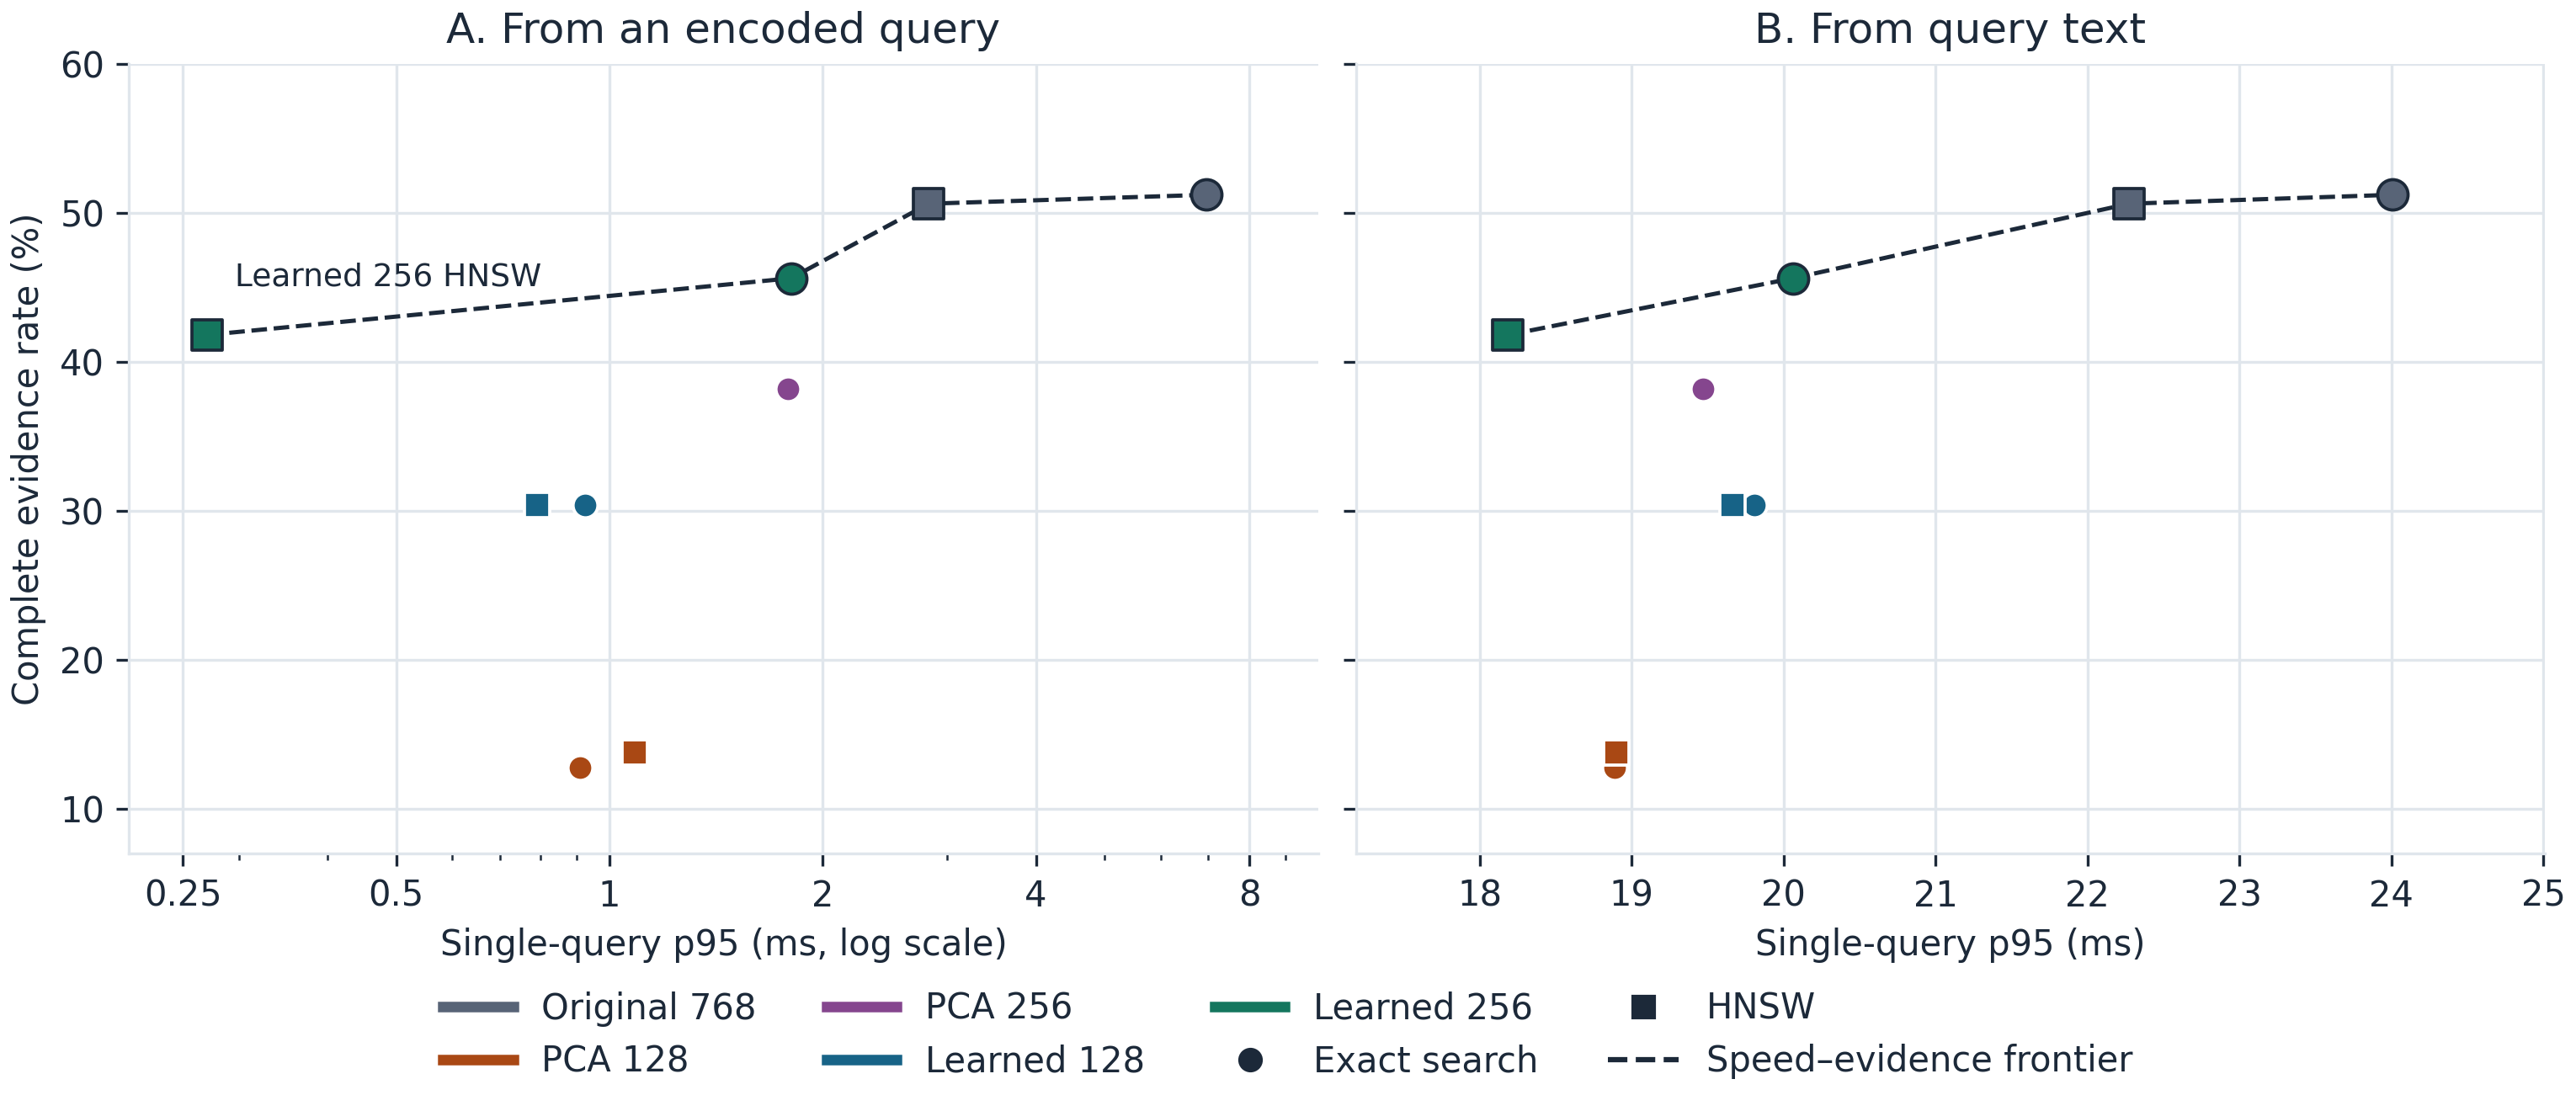 A. From an encoded query
B. From query text
60
50
40
30
20
10
Complete evidence rate (%)
Learned 256 HNSW
0.25 0.5 1 2 4 8
18 19 20 21 22 23 24 25
Single-query p95 (ms, log scale)
Single-query p95 (ms)
Original 768 PCA 256 Learned 256 HNSW
PCA 128 Learned 128 Exact search Speed–evidence frontier